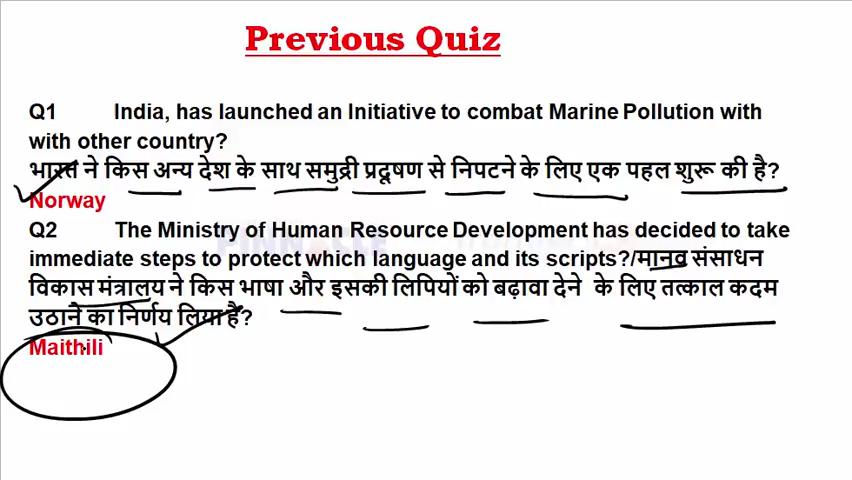 Previous Quiz
Q1 India, has launched an Initiative to combat Marine Pollution with
with other country?
भारत ने किस अन्य देश के साथ समुद्री प्रदूषण से निपटने के लिए एक पहल शुरू की है?
Norway
Q2 The Ministry of Human Resource Development has decided to take
immediate steps to protect which language and its scripts?/मानव संसाधन
विकास मंत्रालय ने किस भाषा और इसकी लिपियों को बढ़ावा देने के लिए तत्काल कदम
उठाने का निर्णय लिया है?
Maithili